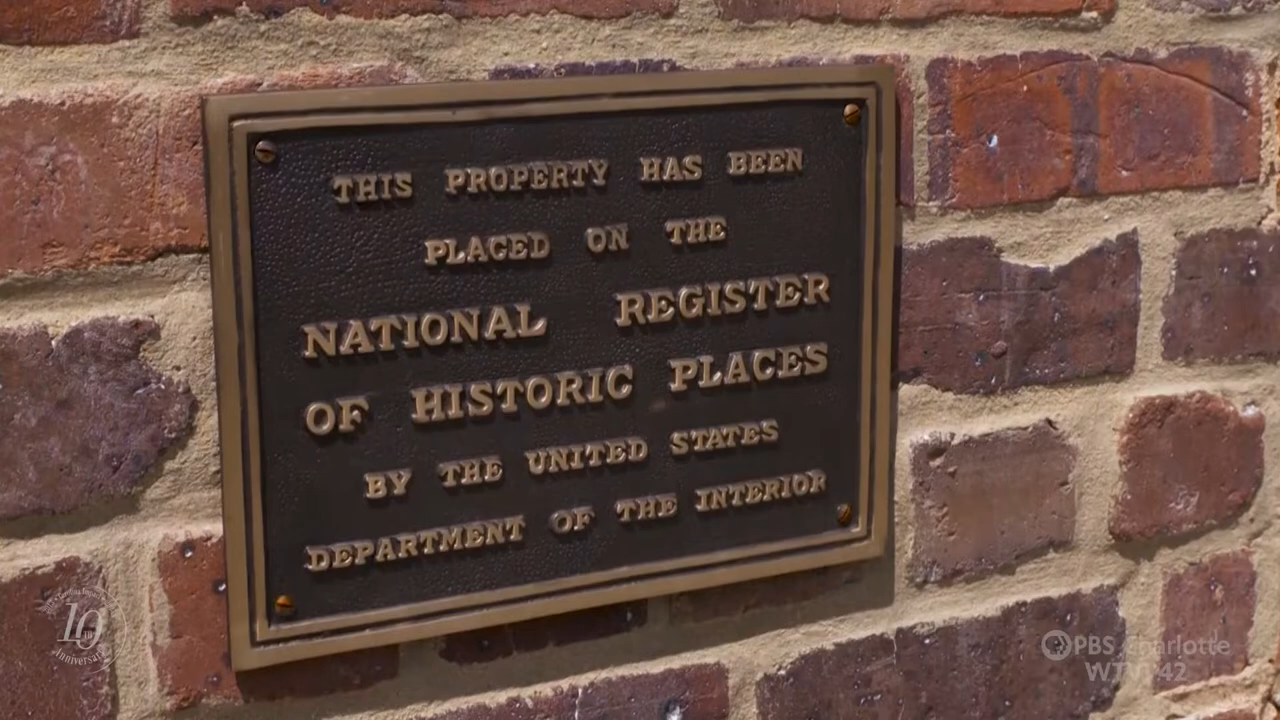 THIS PROPERTY HAS BEEN
PLACED ON THE
NATIONAL REGISTER
OF HISTORIC PLACES
BY THE UNITED STATES
DEPARTMENT OF THE INTERIOR
10
TH
Anniversary
PBS Charlotte
WTVI 42